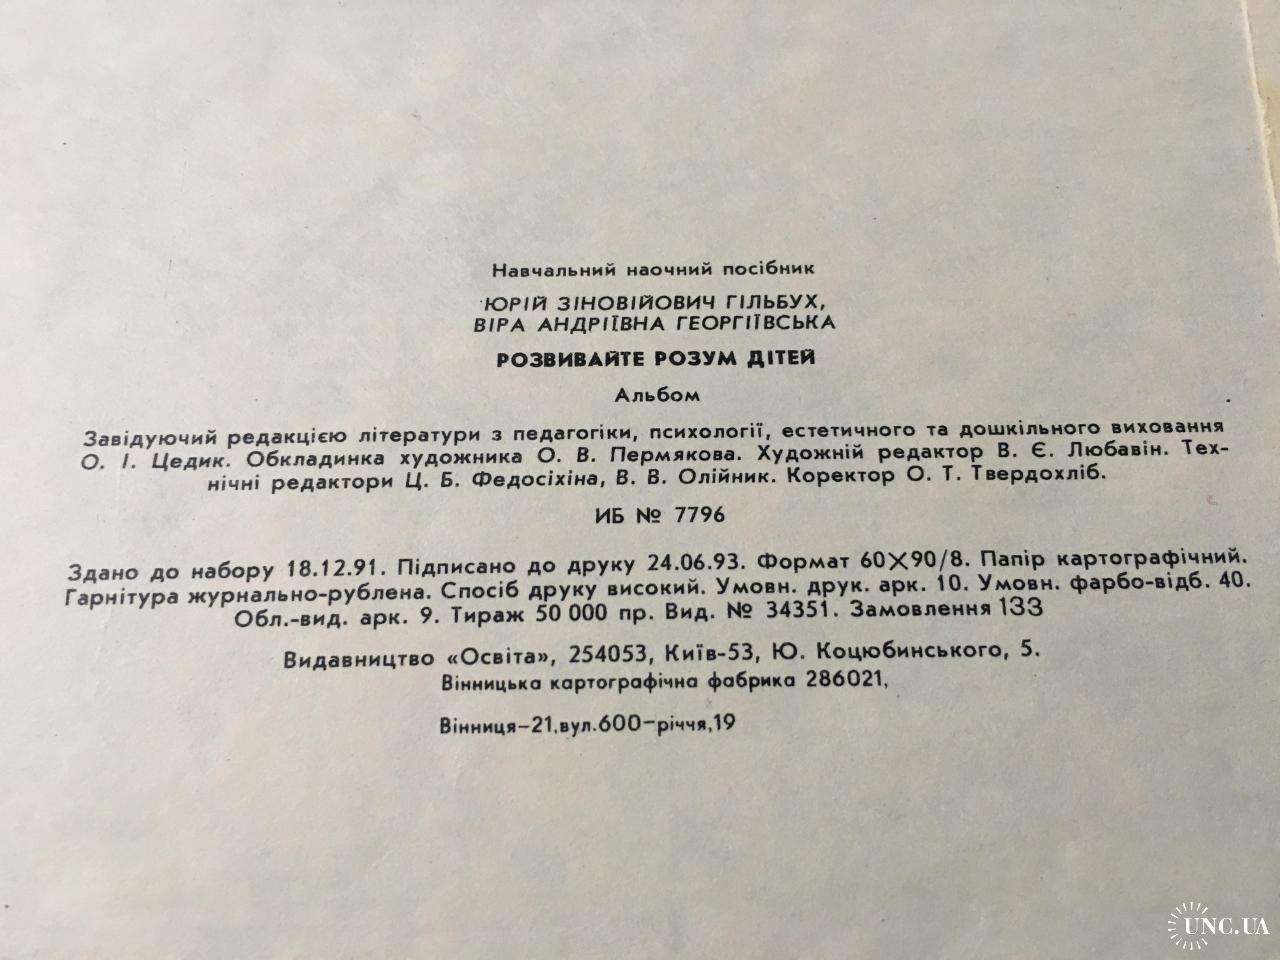 Навчальний наочний посібник
ЮРІЙ ЗІНОВІЙОВИЧ ГІЛЬБУХ,
ВІРА АНДРІЇВНА ГЕОРГІЇВСЬКА
РОЗВИВАЙТЕ РОЗУМ ДІТЕЙ
Альбом
Завідуючий редакцією літератури з педагогіки, психології, естетичного та дошкільного виховання
О. І. Цедик. Обкладинка художника О. В. Пермякова. Художній редактор В. Є. Любавін. Тех-
нічні редактори Ц. Б. Федосіхіна, В. В. Олійник. Коректор О. Т. Твердохліб.
ИБ № 7796
Здано до набору 18.12.91. Підписано до друку 24.06.93. Формат 60×90/8. Папір картографічний.
Гарнітура журнально-рублена. Спосіб друку високий. Умовн. друк. арк. 10. Умовн. фарбо-відб. 40.
Обл.-вид. арк. 9. Тираж 50 000 пр. Вид. № 34351. Замовлення 133
Видавництво «Освіта», 254053, Київ-53, Ю. Коцюбинського, 5.
Вінницька картографічна фабрика 286021,
Вінниця-21,вул.600-річчя,19
UNC.UA